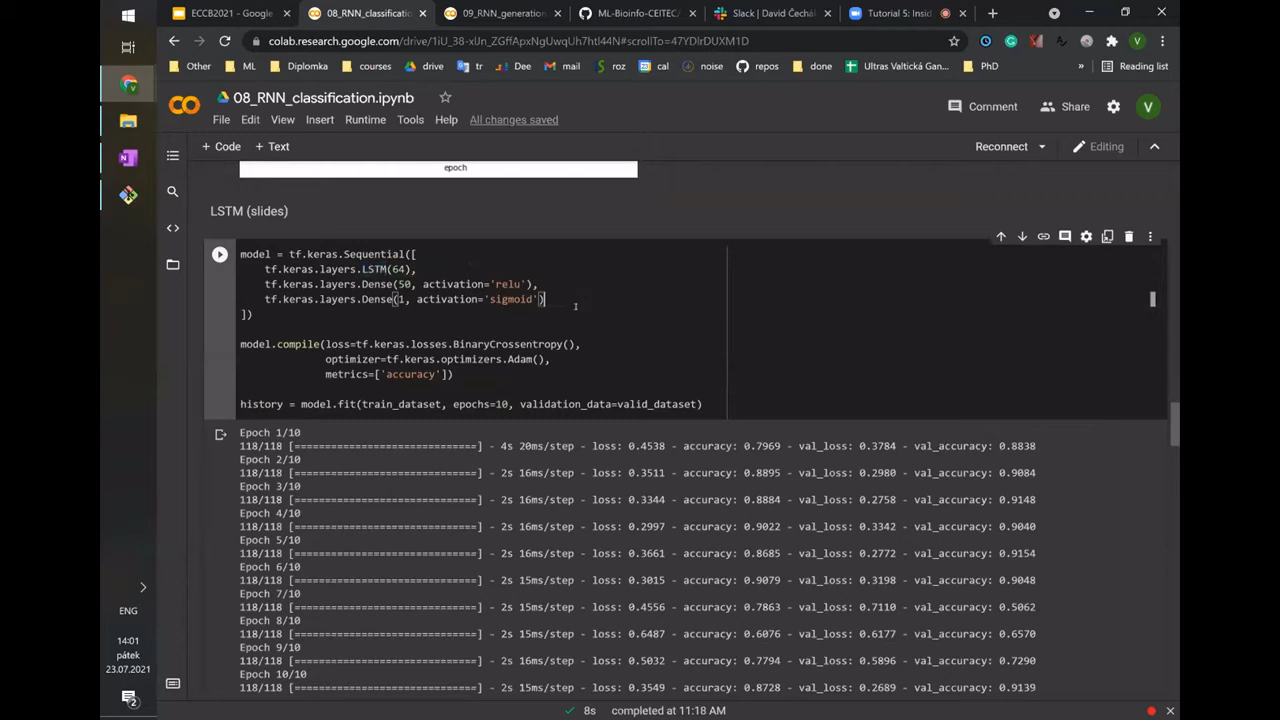 ECCB2021 - Google
08_RNN_classificatio
09_RNN_generation
ML-Bioinfo-CEITEC/
Slack | David Čechál
Tutorial 5: Insid
colab.research.google.com/drive/1iU_38-xlJn_ZGffApxNgUwqUh7htl44N#scrollTo=47YDlrDUXM1D
Other
ML
Diplomka
courses
drive
tr
Dee
mail
roz
cal
noise
repos
done
Ultras Valtická Gan...
PhD
»
Reading list
08_RNN_classification.ipynb
Comment
Share
V
File Edit View Insert Runtime Tools Help All changes saved
+ Code + Text
Reconnect
Editing
epoch
LSTM (slides)
model = tf.keras.Sequential([
tf.keras.layers.LSTM(64),
tf.keras.layers.Dense(50, activation='relu'),
tf.keras.layers.Dense(1, activation='sigmoid')
])
model.compile(loss=tf.keras.losses.BinaryCrossentropy(),
optimizer=tf.keras.optimizers.Adam(),
metrics=['accuracy'])
history = model.fit(train_dataset, epochs=10, validation_data=valid_dataset)
Epoch 1/10
118/118 [==============================] - 4s 20ms/step - loss: 0.4538 - accuracy: 0.7969 - val_loss: 0.3784 - val_accuracy: 0.8838
Epoch 2/10
118/118 [==============================] - 2s 16ms/step - loss: 0.3511 - accuracy: 0.8895 - val_loss: 0.2980 - val_accuracy: 0.9084
Epoch 3/10
118/118 [==============================] - 2s 16ms/step - loss: 0.3344 - accuracy: 0.8884 - val_loss: 0.2758 - val_accuracy: 0.9148
Epoch 4/10
118/118 [==============================] - 2s 16ms/step - loss: 0.2997 - accuracy: 0.9022 - val_loss: 0.3342 - val_accuracy: 0.9040
Epoch 5/10
118/118 [==============================] - 2s 16ms/step - loss: 0.3661 - accuracy: 0.8685 - val_loss: 0.2772 - val_accuracy: 0.9154
Epoch 6/10
118/118 [==============================] - 2s 15ms/step - loss: 0.3015 - accuracy: 0.9079 - val_loss: 0.3198 - val_accuracy: 0.9048
Epoch 7/10
118/118 [==============================] - 2s 15ms/step - loss: 0.4556 - accuracy: 0.7863 - val_loss: 0.7110 - val_accuracy: 0.5062
Epoch 8/10
118/118 [==============================] - 2s 15ms/step - loss: 0.6487 - accuracy: 0.6076 - val_loss: 0.6177 - val_accuracy: 0.6570
Epoch 9/10
118/118 [==============================] - 2s 16ms/step - loss: 0.5032 - accuracy: 0.7794 - val_loss: 0.5896 - val_accuracy: 0.7290
Epoch 10/10
118/118 [==============================] - 2s 15ms/step - loss: 0.3549 - accuracy: 0.8728 - val_loss: 0.2689 - val_accuracy: 0.9139
8s completed at 11:18 AM
ENG
14:01
pátek
23.07.2021
2